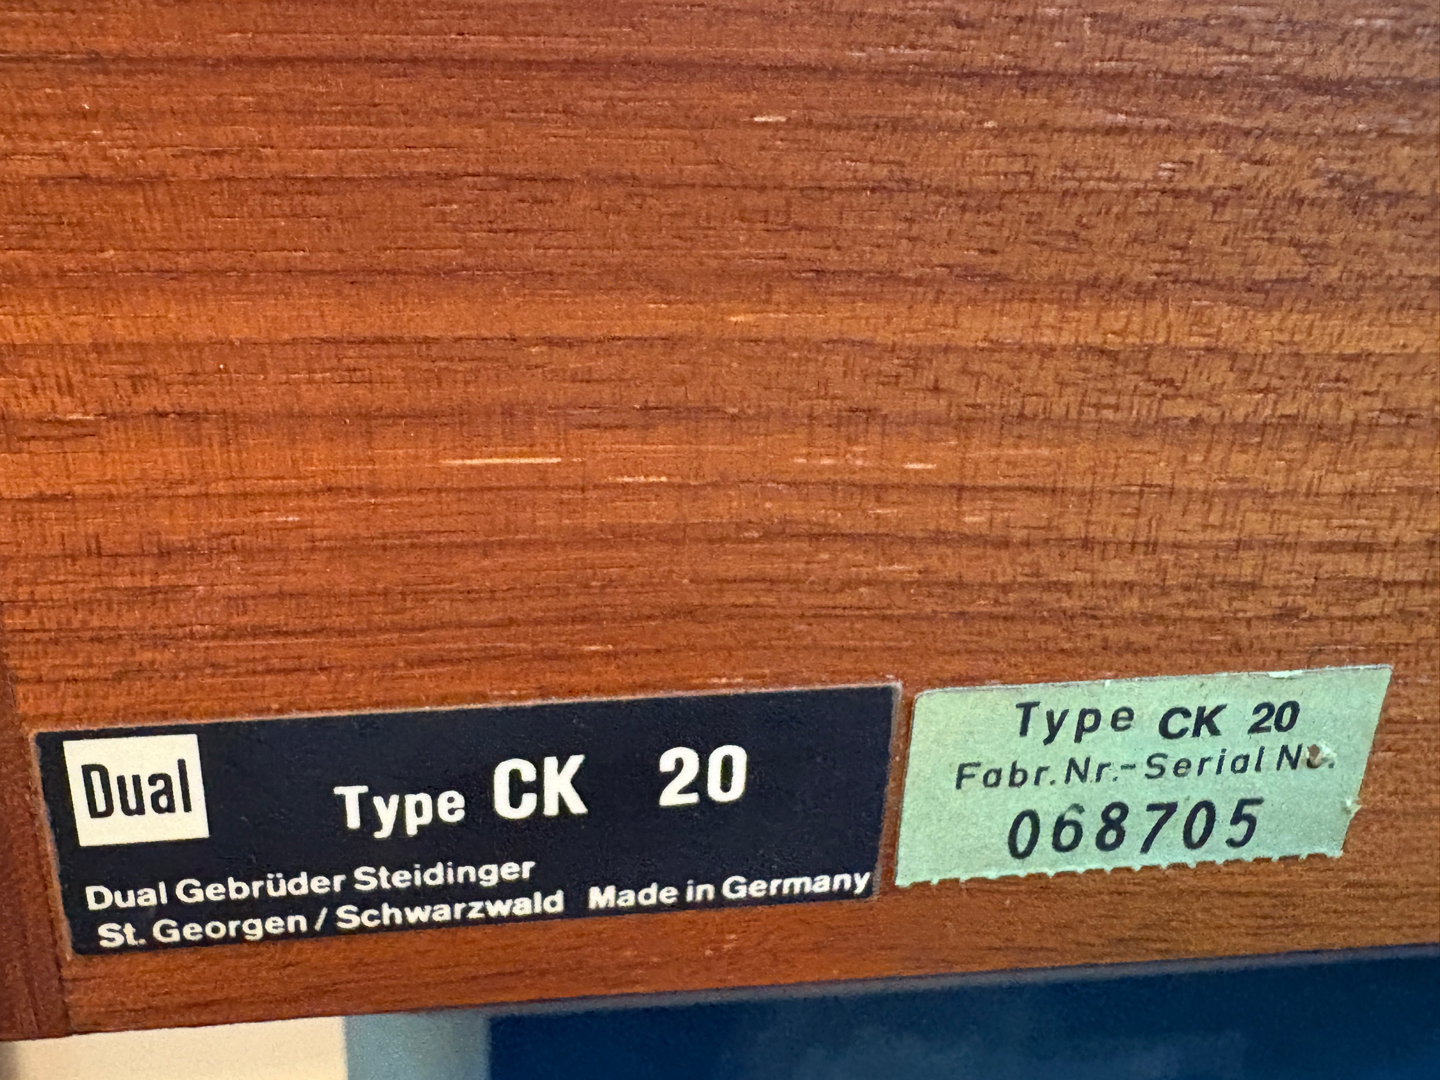 Dual
Type CK 20
Dual Gebrüder Steidinger
St. Georgen / Schwarzwald Made in Germany
Type CK 20
Fabr.Nr.-Serial No.
068705